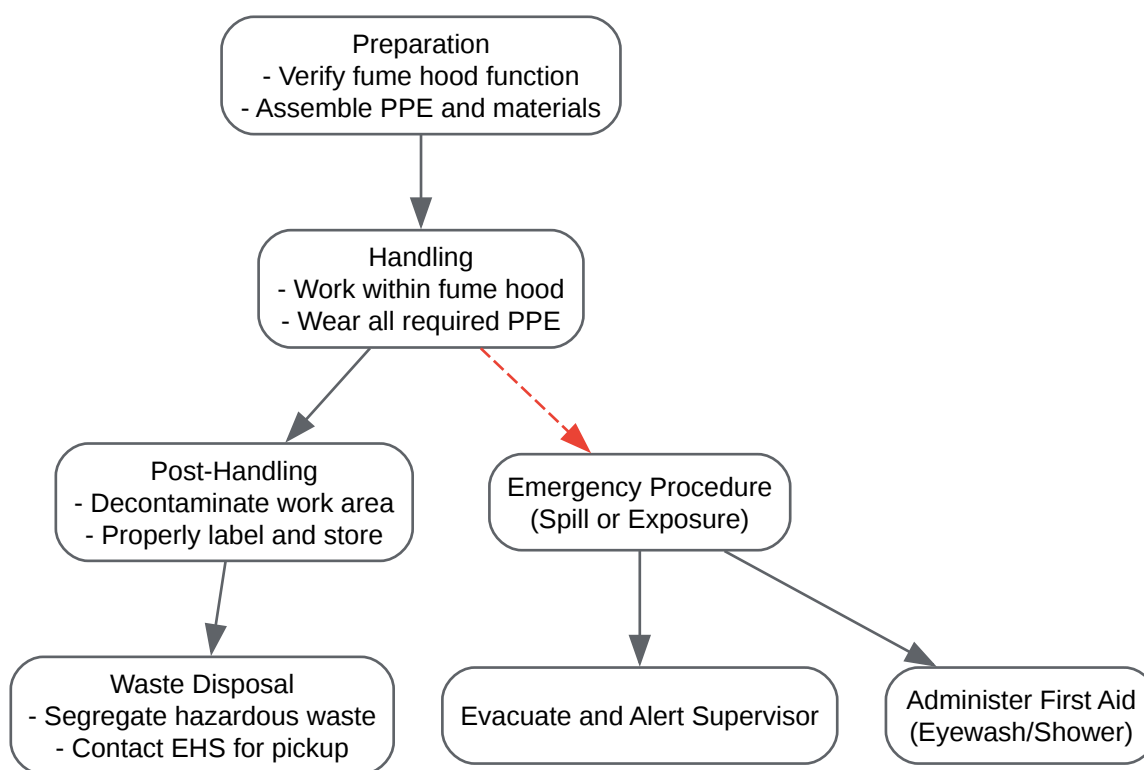 Preparation
- Verify fume hood function
- Assemble PPE and materials
Handling
- Work within fume hood
- Wear all required PPE
Post-Handling
- Decontaminate work area
- Properly label and store
Emergency Procedure
(Spill or Exposure)
Waste Disposal
- Segregate hazardous waste
- Contact EHS for pickup
Evacuate and Alert Supervisor
Administer First Aid
(Eyewash/Shower)